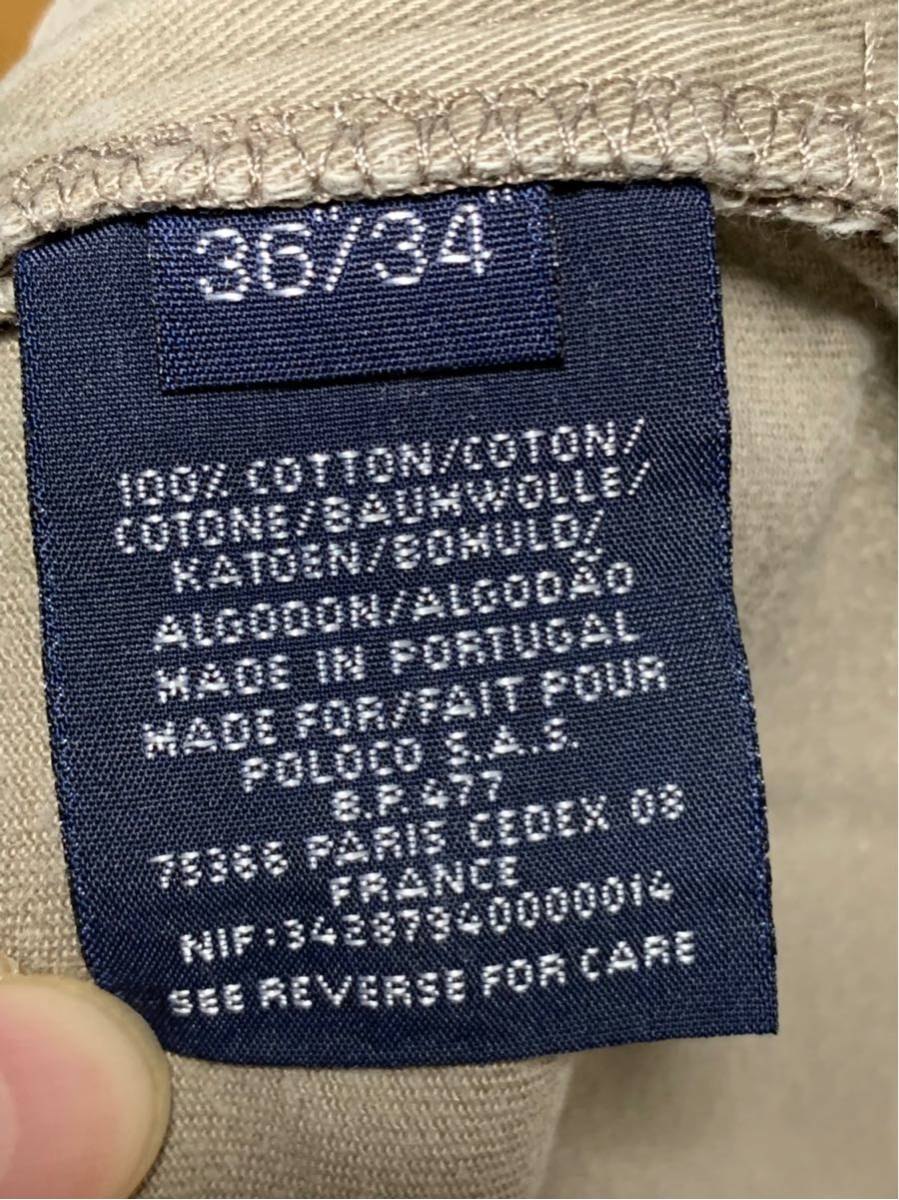 36"/34"
100% COTTON/COTON/
COTONE/BAUMWOLLE/
KATOEN/BOMULD/
ALGODON/ALGODÃO
MADE IN PORTUGAL
MADE FOR/FAIT POUR
POLOCO S.A.S.
B.P. 477
75366 PARIS CEDEX 08
FRANCE
NIF:34287940000014
SEE REVERSE FOR CARE